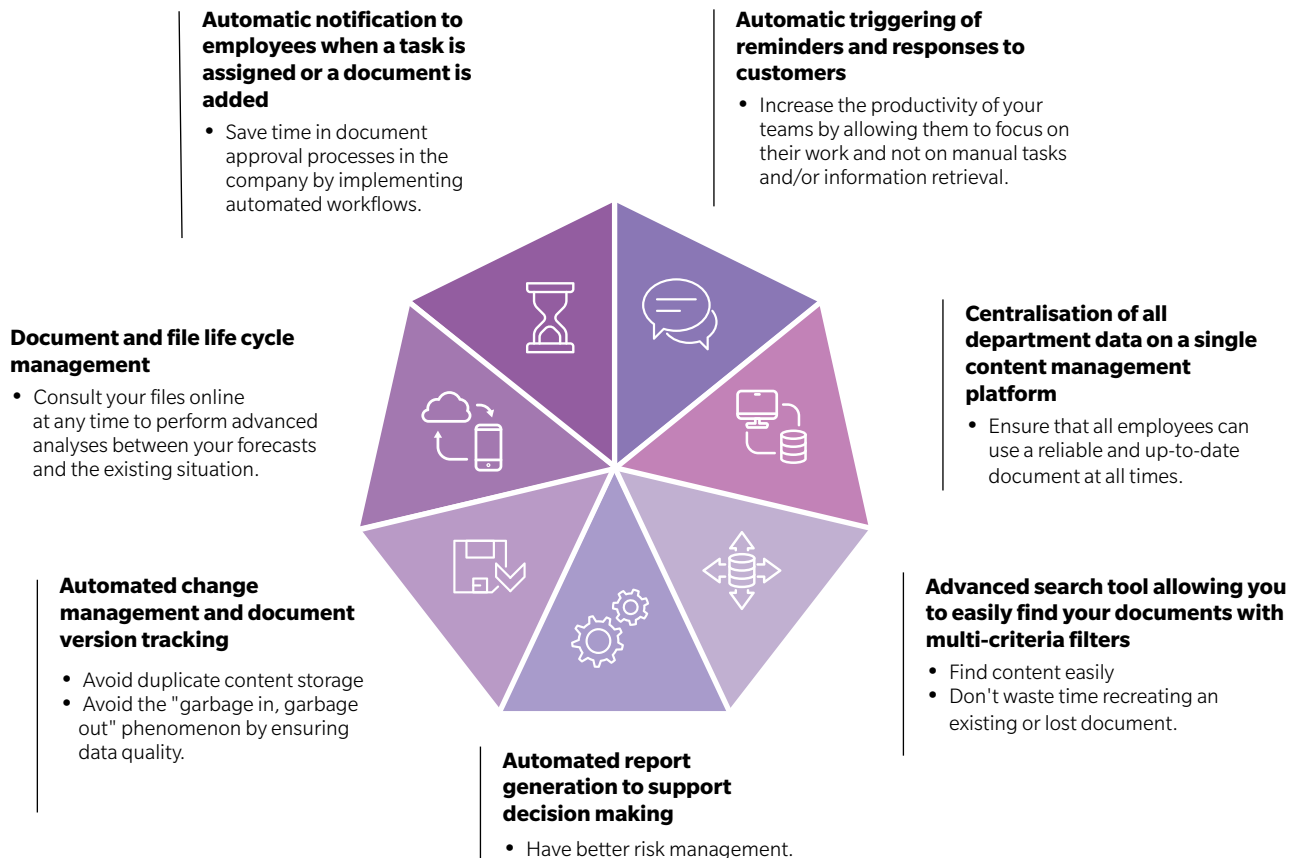 Automatic notification to
employees when a task is
assigned or a document is
added
• Save time in document
approval processes in the
company by implementing
automated workflows.
Automatic triggering of
reminders and responses to
customers
• Increase the productivity of your
teams by allowing them to focus on
their work and not on manual tasks
and/or information retrieval.
Document and file life cycle
management
• Consult your files online
at any time to perform advanced
analyses between your forecasts
and the existing situation.
Centralisation of all
department data on a single
content management
platform
• Ensure that all employees can
use a reliable and up-to-date
document at all times.
Automated change
management and document
version tracking
• Avoid duplicate content storage
• Avoid the "garbage in, garbage
out" phenomenon by ensuring
data quality.
Advanced search tool allowing you
to easily find your documents with
multi-criteria filters
• Find content easily
• Don't waste time recreating an
existing or lost document.
Automated report
generation to support
decision making
• Have better risk management.